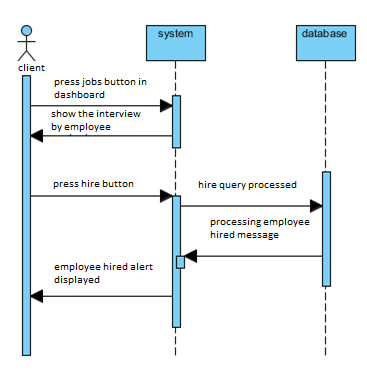 system
database
client
press jobs button in
dashboard
show the interview
by employee
press hire button
hire query processed
processing employee
hired message
employee hired alert
displayed